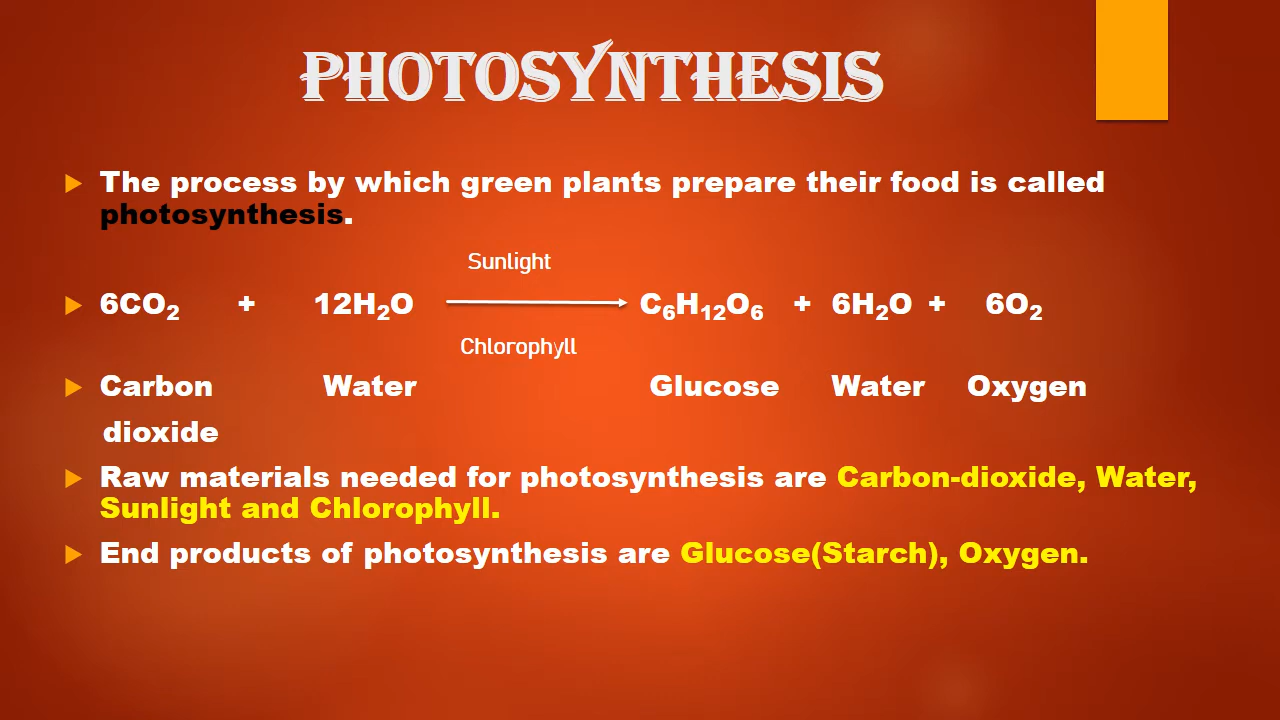 PHOTOSYNTHESIS
The process by which green plants prepare their food is called
photosynthesis.
Sunlight
6CO₂ + 12H₂O C₆H₁₂O₆ + 6H₂O + 6O₂
Chlorophyll
Carbon Water Glucose Water Oxygen
dioxide
Raw materials needed for photosynthesis are Carbon-dioxide, Water,
Sunlight and Chlorophyll.
End products of photosynthesis are Glucose(Starch), Oxygen.